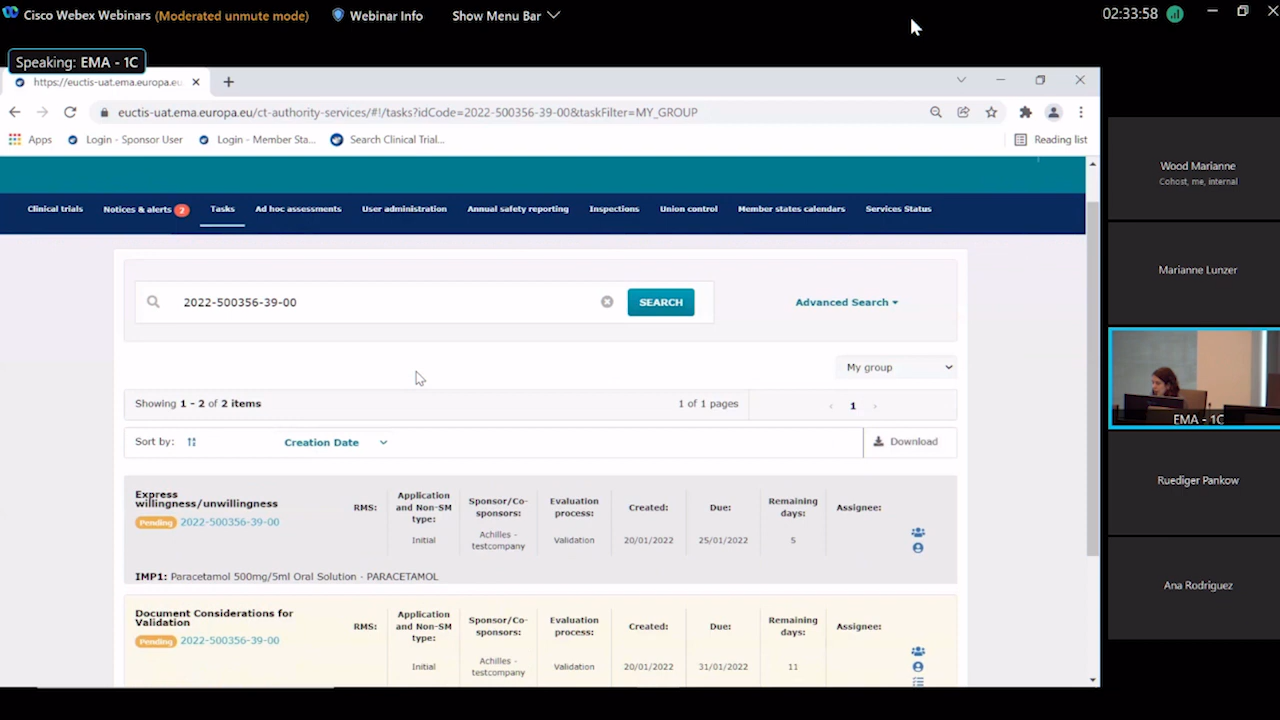 Cisco Webex Webinars (Moderated unmute mode) Webinar Info Show Menu Bar 02:33:58
Speaking: EMA - 1C
https://euctis-uat.ema.europa.eu
euctis-uat.ema.europa.eu/ct-authority-services/#!/tasks?idCode=2022-500356-39-00&taskFilter=MY_GROUP
Apps Login - Sponsor User Login - Member Sta... Search Clinical Trial... Reading list
Clinical trials Notices & alerts 2 Tasks Ad hoc assessments User administration Annual safety reporting Inspections Union control Member states calendars Services Status
2022-500356-39-00 SEARCH Advanced Search
My group
Showing 1 - 2 of 2 items 1 of 1 pages 1
Sort by: Creation Date Download
Express willingness/unwillingness
Pending 2022-500356-39-00
RMS:
Application and Non-SM type:
Initial
Sponsor/Co-sponsors:
Achilles - testcompany
Evaluation process:
Validation
Created:
20/01/2022
Due:
25/01/2022
Remaining days:
5
Assignee:
IMP1: Paracetamol 500mg/5ml Oral Solution - PARACETAMOL
Document Considerations for Validation
Pending 2022-500356-39-00
RMS:
Application and Non-SM type:
Initial
Sponsor/Co-sponsors:
Achilles - testcompany
Evaluation process:
Validation
Created:
20/01/2022
Due:
31/01/2022
Remaining days:
11
Assignee:
Wood Marianne
Cohost, me, internal
Marianne Lunzer
EMA - 1C
Ruediger Pankow
Ana Rodriguez